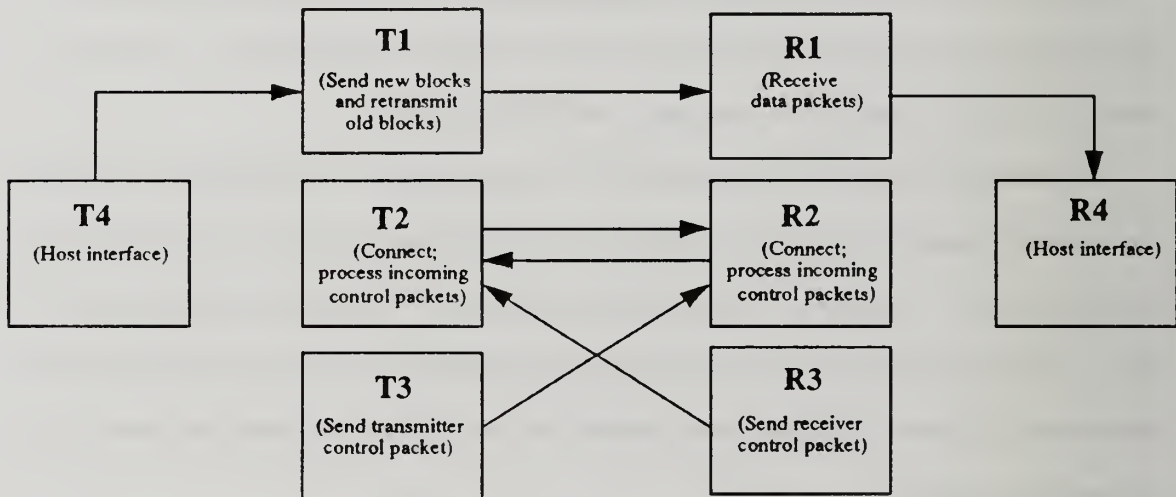 T1
(Send new blocks
and retransmit
old blocks)
R1
(Receive
data packets)
T4
(Host interface)
T2
(Connect;
process incoming
control packets)
R2
(Connect;
process incoming
control packets)
R4
(Host interface)
T3
(Send transmitter
control packet)
R3
(Send receiver
control packet)